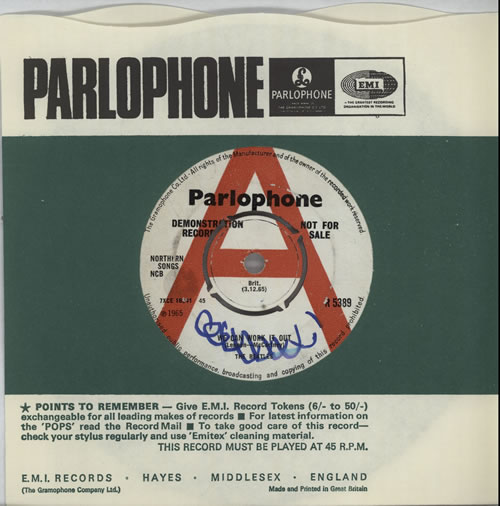 PARLOPHONE
PARLOPHONE
EMI
THE GREATEST RECORDING
ORGANISATION IN THE WORLD
The Gramophone Co. Ltd. All rights of the Manufacturer and of the owner of the recorded work reserved.
Parlophone
DEMONSTRATION
RECORD
NOT FOR
SALE
NORTHERN
SONGS
NCB
Brit.
(3.12.65)
45
R 5389
℗1965
WE CAN WORK IT OUT
THE BEATLES
Unauthorised public performance, broadcasting and copying of this record prohibited.
★ POINTS TO REMEMBER — Give E.M.I. Record Tokens (6/- to 50/-)
exchangeable for all leading makes of records ■ For latest information on
the 'POPS' read the Record Mail ■ To take good care of this record—
check your stylus regularly and use 'Emitex' cleaning material.
THIS RECORD MUST BE PLAYED AT 45 R.P.M.
E.M.I. RECORDS · HAYES · MIDDLESEX · ENGLAND
(The Gramophone Company Ltd.) Made and Printed in Great Britain